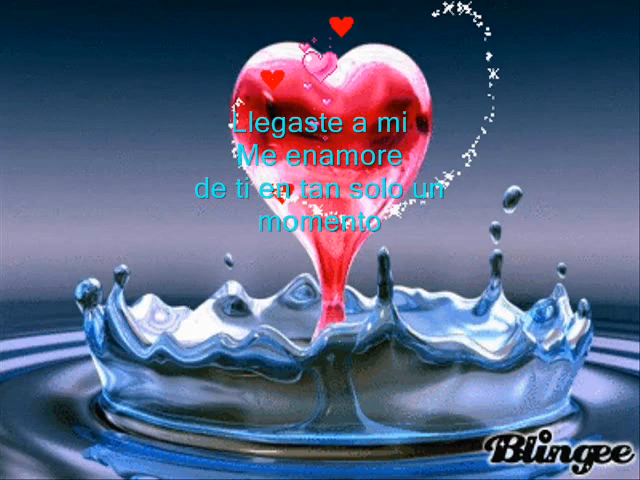 Llegaste a mi
Me enamore
de ti en tan solo un
momento
Blingee